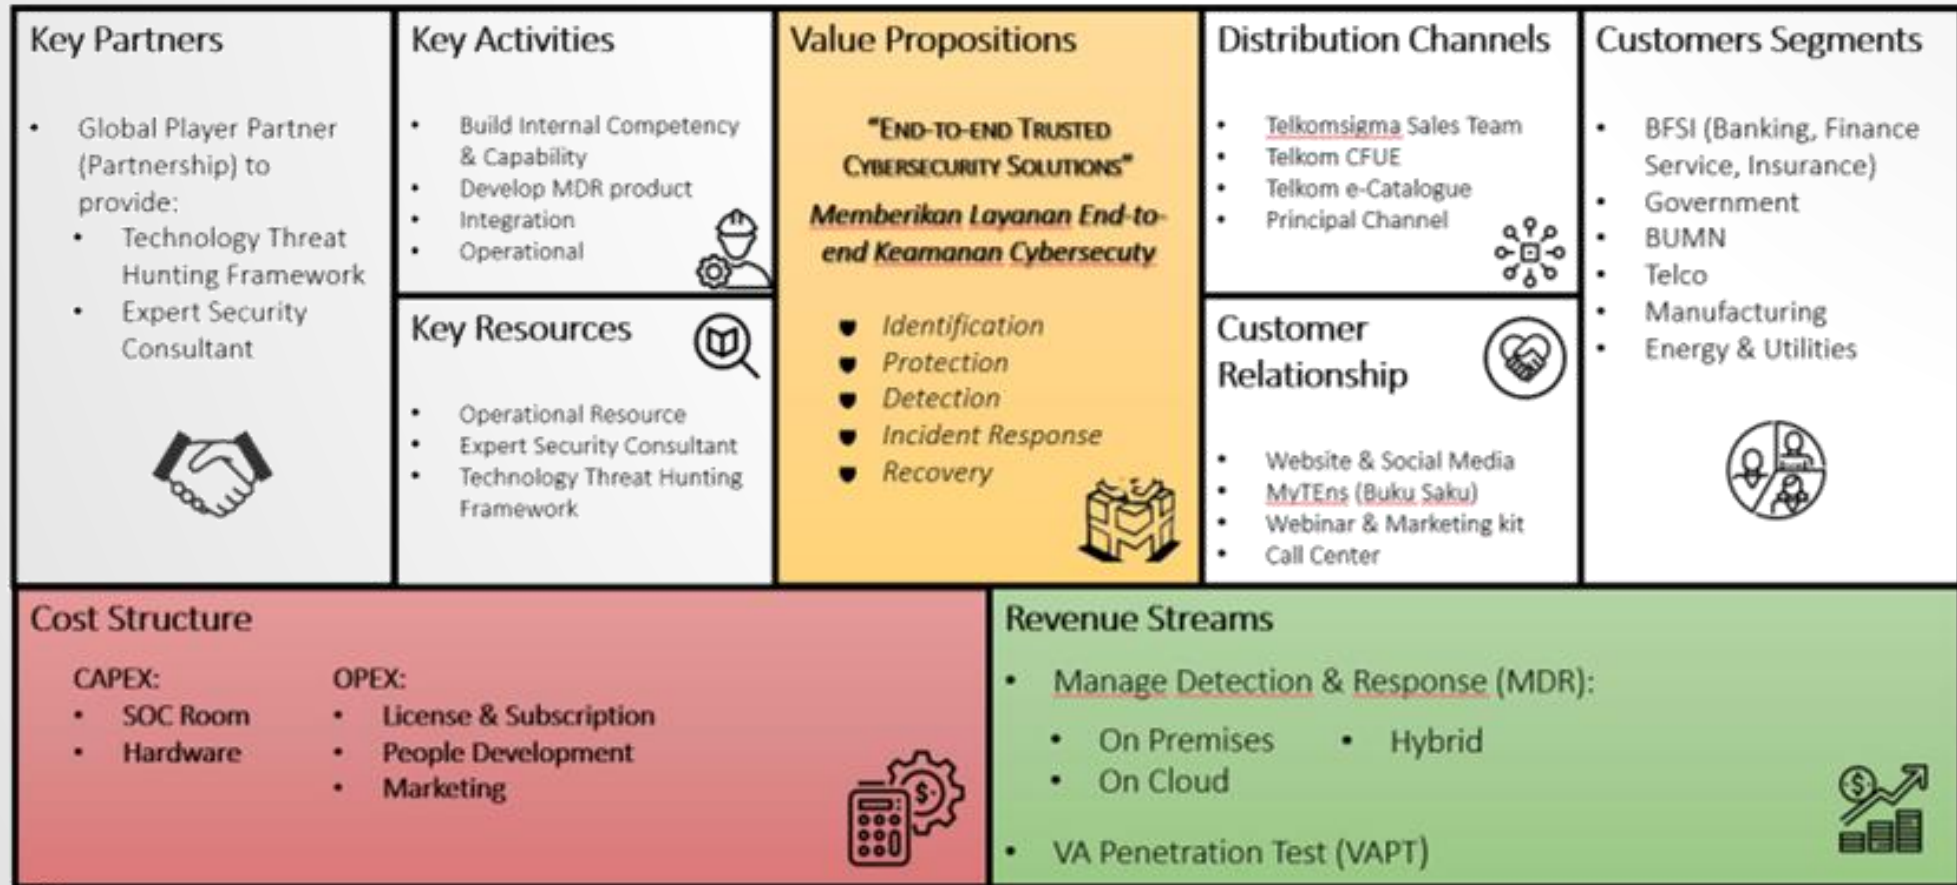 Key Partners
Global Player Partner
(Partnership) to
provide:
Technology Threat
Hunting Framework
Expert Security
Consultant
Key Activities
Build Internal Competency
& Capability
Develop MDR product
Integration
Operational
Key Resources
Operational Resource
Expert Security Consultant
Technology Threat Hunting
Framework
Value Propositions
"END-TO-END TRUSTED
CYBERSECURITY SOLUTIONS"
Memberikan Layanan End-to-
end Keamanan Cybersecuty
Identification
Protection
Detection
Incident Response
Recovery
Distribution Channels
Telkomsigma Sales Team
Telkom CFUE
Telkom e-Catalogue
Principal Channel
Customer
Relationship
Website & Social Media
MyTEns (Buku Saku)
Webinar & Marketing kit
Call Center
Customers Segments
BFSI (Banking, Finance
Service, Insurance)
Government
BUMN
Telco
Manufacturing
Energy & Utilities
Cost Structure
CAPEX:
SOC Room
Hardware
OPEX:
License & Subscription
People Development
Marketing
Revenue Streams
Manage Detection & Response (MDR):
On Premises
On Cloud
Hybrid
VA Penetration Test (VAPT)